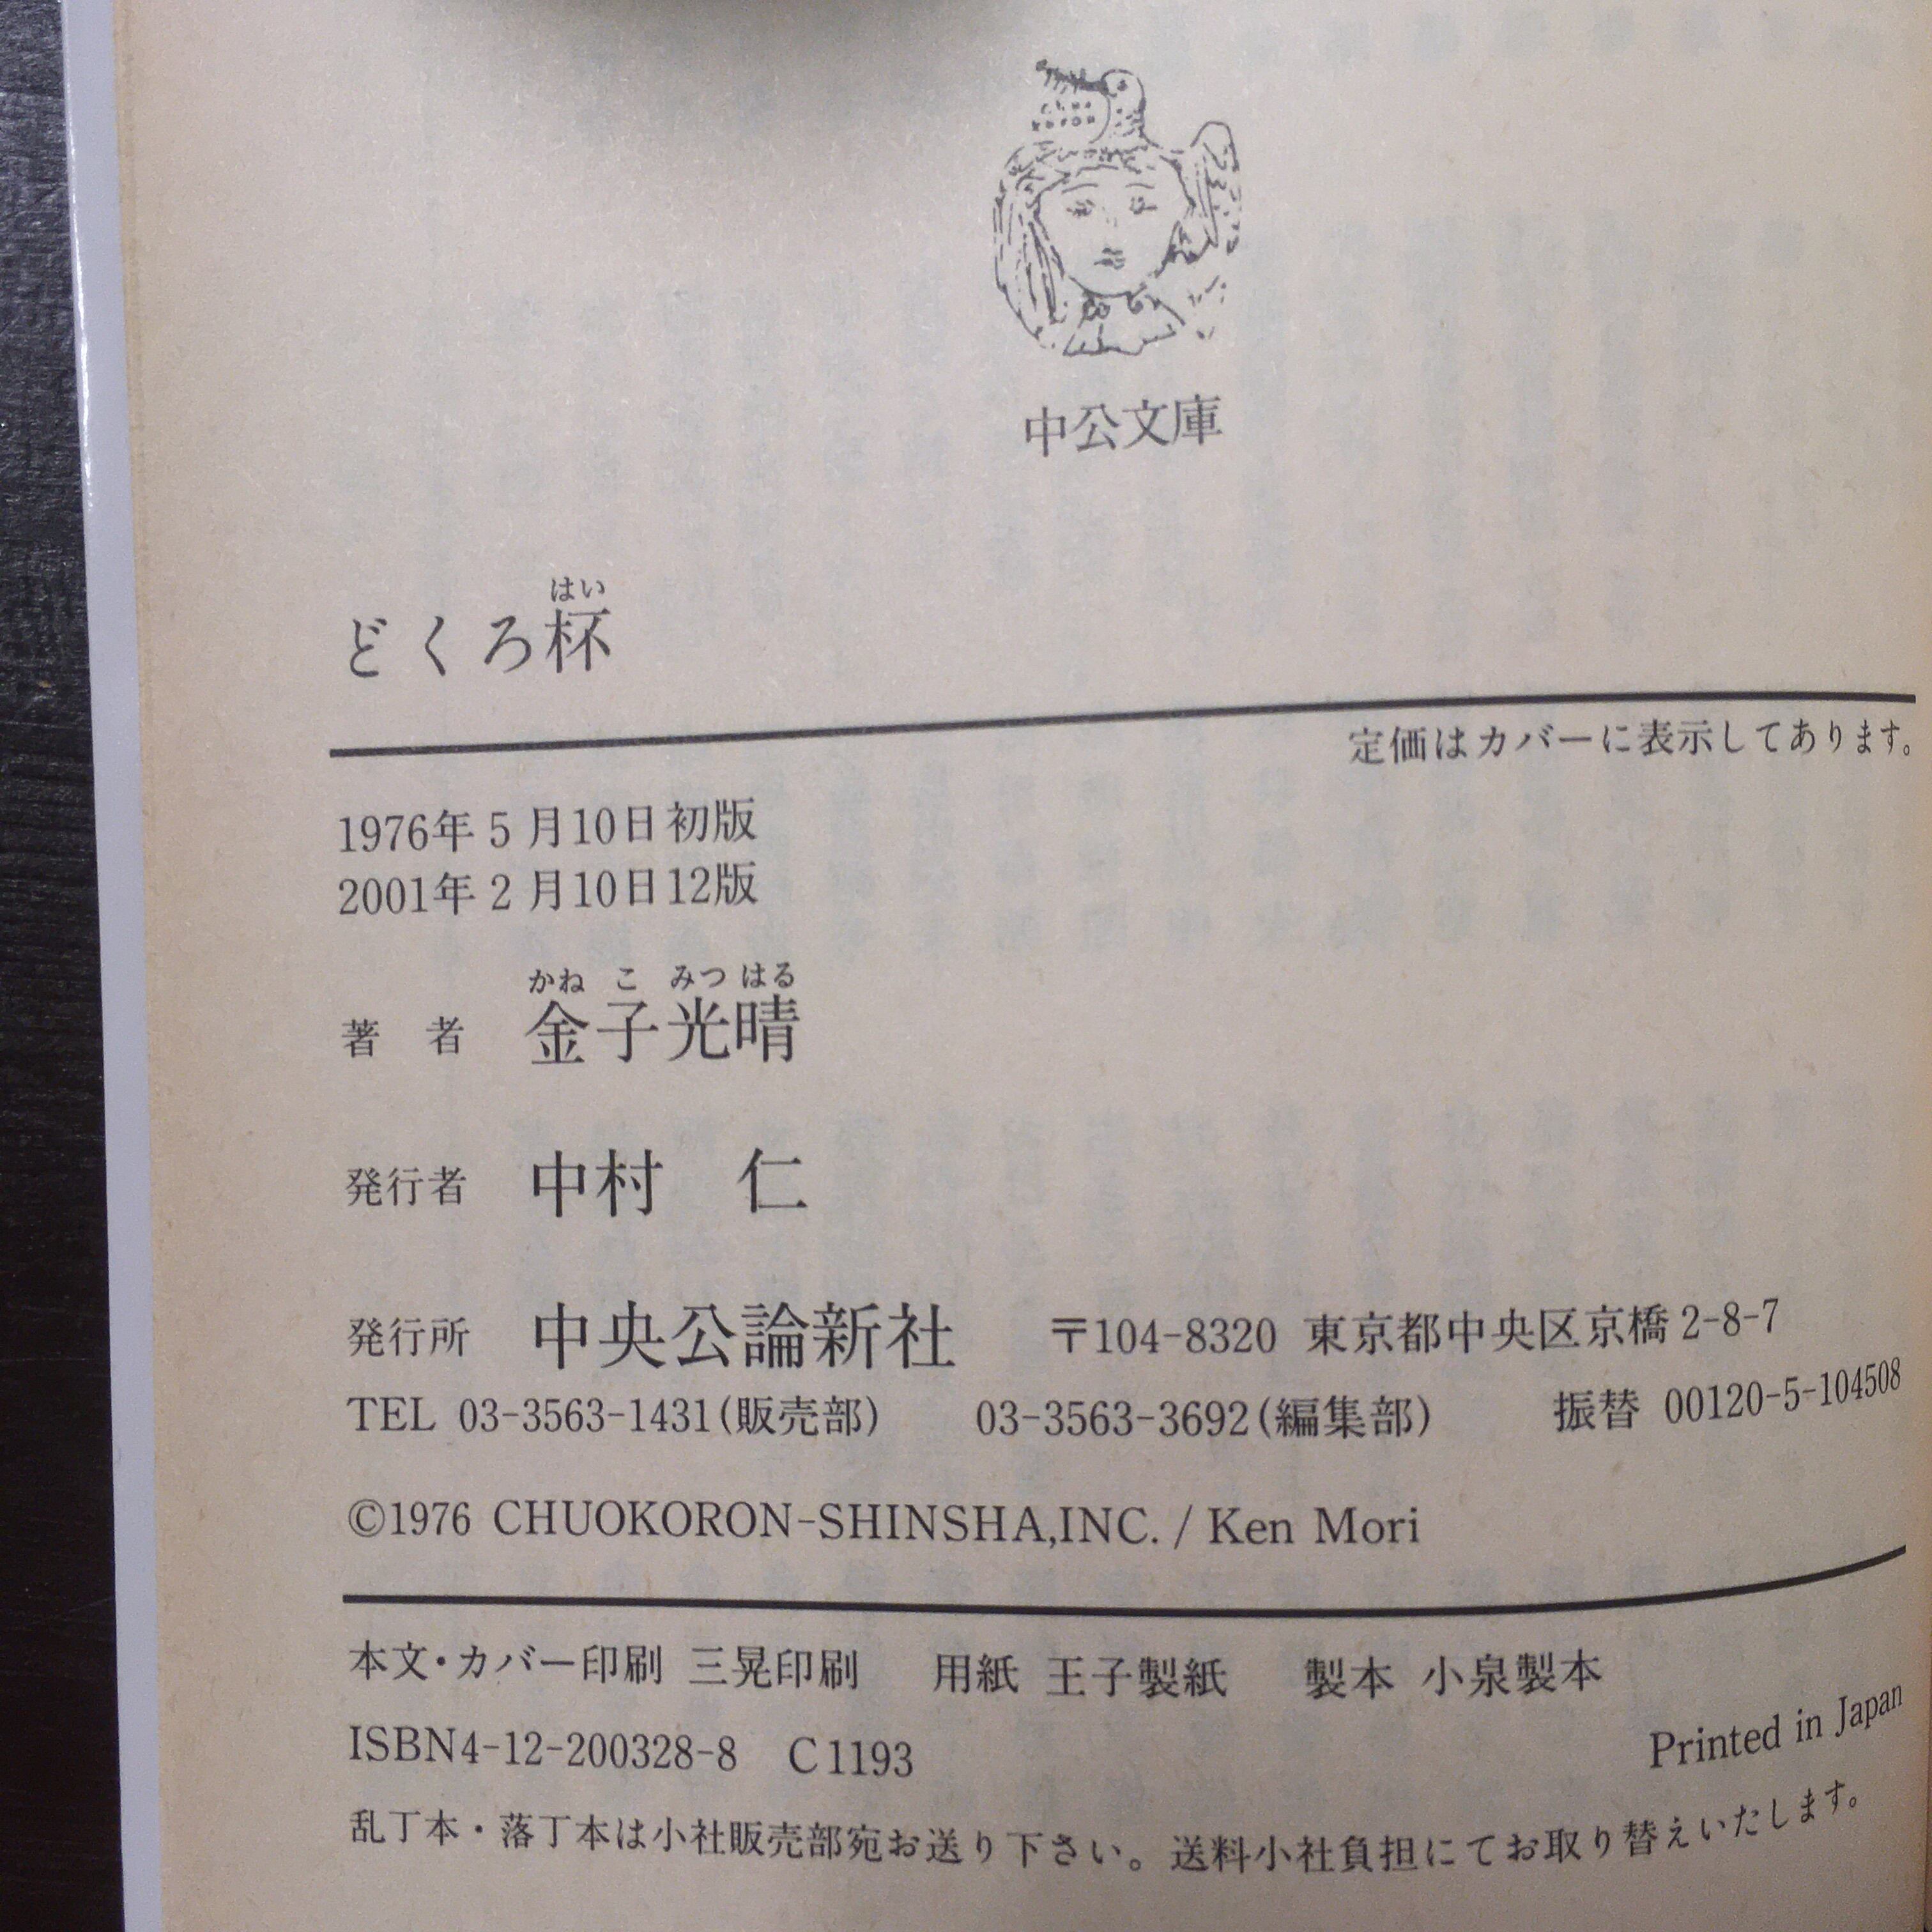 chuo
koron
中公文庫
はい
どくろ杯
定価はカバーに表示してあります。
1976年5月10日初版
2001年2月10日12版
かね こ みつ はる
著 者 金子光晴
発行者 中村 仁
発行所 中央公論新社 〒104-8320 東京都中央区京橋2-8-7
TEL 03-3563-1431(販売部) 03-3563-3692(編集部) 振替 00120-5-104508
©1976 CHUOKORON-SHINSHA,INC. / Ken Mori
本文・カバー印刷 三晃印刷 用紙 王子製紙 製本 小泉製本
ISBN4-12-200328-8 C1193
Printed in Japan
乱丁本・落丁本は小社販売部宛お送り下さい。送料小社負担にてお取り替えいたします。